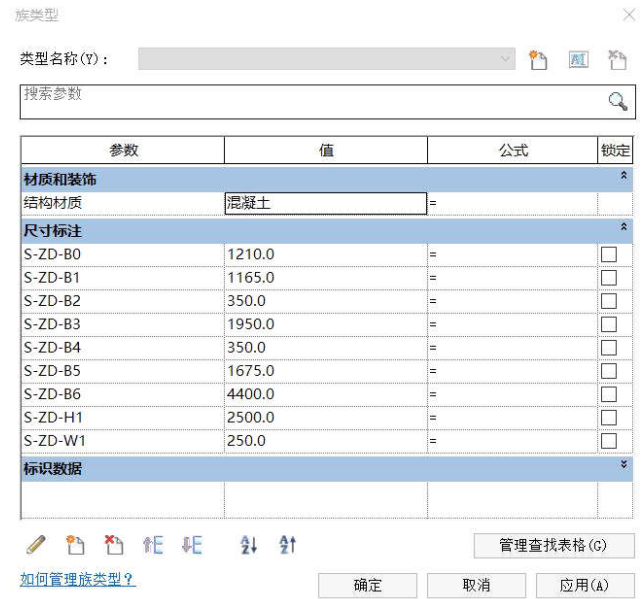 族类型
类型名称(Y):
搜索参数
参数 值 公式 锁定
材质和装饰
结构材质 混凝土 =
尺寸标注
S-ZD-B0 1210.0 =
S-ZD-B1 1165.0 =
S-ZD-B2 350.0 =
S-ZD-B3 1950.0 =
S-ZD-B4 350.0 =
S-ZD-B5 1675.0 =
S-ZD-B6 4400.0 =
S-ZD-H1 2500.0 =
S-ZD-W1 250.0 =
标识数据
管理查找表格(G)
如何管理族类型?
确定 取消 应用(A)